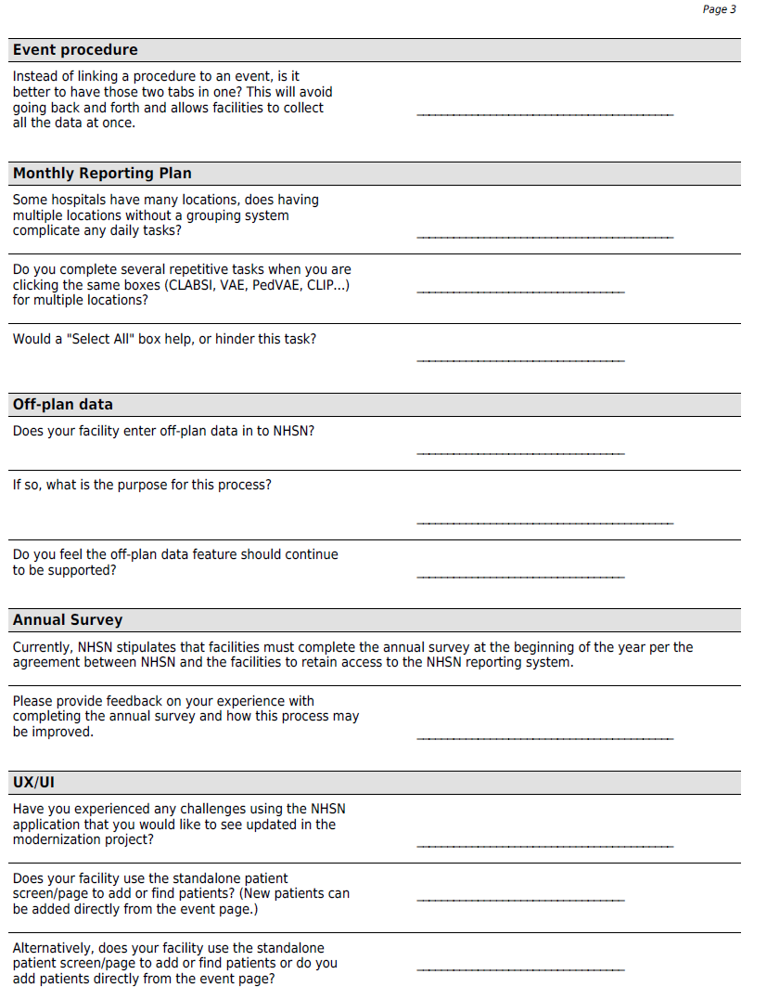 Page 3
Event procedure
Instead of linking a procedure to an event, is it
better to have those two tabs in one? This will avoid
going back and forth and allows facilities to collect
all the data at once.
Monthly Reporting Plan
Some hospitals have many locations, does having
multiple locations without a grouping system
complicate any daily tasks?
Do you complete several repetitive tasks when you are
clicking the same boxes (CLABSI, VAE, PedVAE, CLIP...)
for multiple locations?
Would a "Select All" box help, or hinder this task?
Off-plan data
Does your facility enter off-plan data in to NHSN?
If so, what is the purpose for this process?
Do you feel the off-plan data feature should continue
to be supported?
Annual Survey
Currently, NHSN stipulates that facilities must complete the annual survey at the beginning of the year per the
agreement between NHSN and the facilities to retain access to the NHSN reporting system.
Please provide feedback on your experience with
completing the annual survey and how this process may
be improved.
UX/UI
Have you experienced any challenges using the NHSN
application that you would like to see updated in the
modernization project?
Does your facility use the standalone patient
screen/page to add or find patients? (New patients can
be added directly from the event page.)
Alternatively, does your facility use the standalone
patient screen/page to add or find patients or do you
add patients directly from the event page?